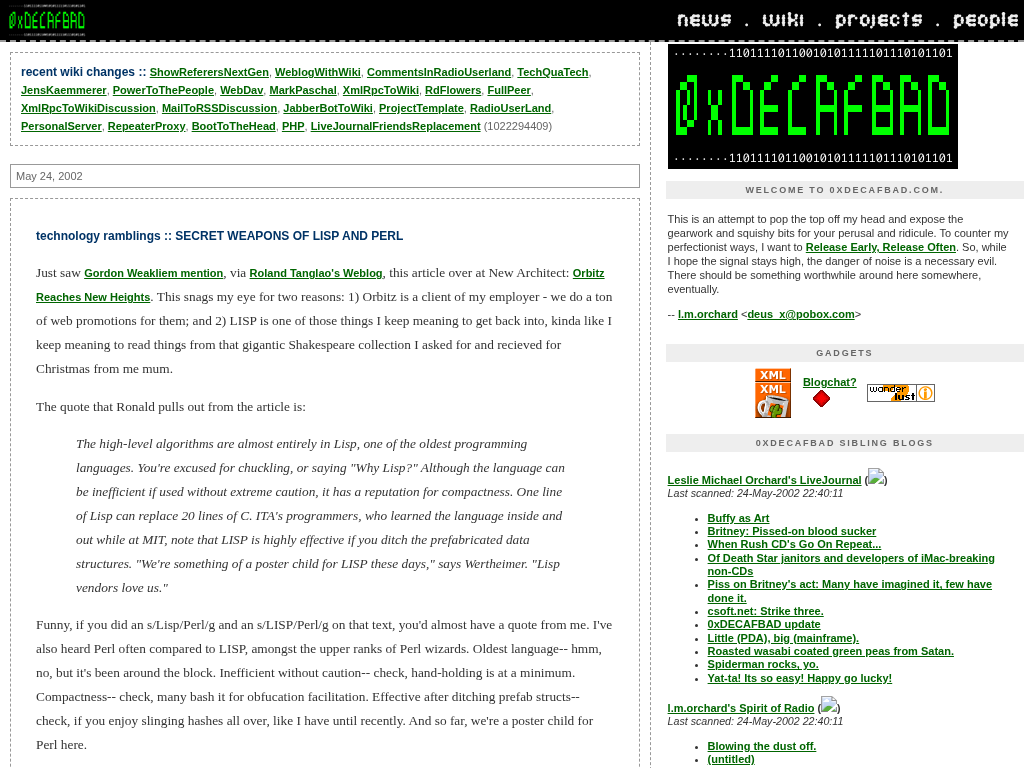 0xDECAFBAD
news . wiki . projects . people
recent wiki changes :: ShowReferersNextGen, WeblogWithWiki, CommentsInRadioUserland, TechQuaTech,
JensKaemmerer, PowerToThePeople, WebDav, MarkPaschal, XmlRpcToWiki, RdFlowers, FullPeer,
XmlRpcToWikiDiscussion, MailToRSSDiscussion, JabberBotToWiki, ProjectTemplate, RadioUserLand,
PersonalServer, RepeaterProxy, BootToTheHead, PHP, LiveJournalFriendsReplacement (1022294409)
May 24, 2002
technology ramblings :: SECRET WEAPONS OF LISP AND PERL
Just saw Gordon Weakliem mention, via Roland Tanglao's Weblog, this article over at New Architect: Orbitz
Reaches New Heights. This snags my eye for two reasons: 1) Orbitz is a client of my employer - we do a ton
of web promotions for them; and 2) LISP is one of those things I keep meaning to get back into, kinda like I
keep meaning to read things from that gigantic Shakespeare collection I asked for and recieved for
Christmas from me mum.
The quote that Ronald pulls out from the article is:
The high-level algorithms are almost entirely in Lisp, one of the oldest programming
languages. You're excused for chuckling, or saying "Why Lisp?" Although the language can
be inefficient if used without extreme caution, it has a reputation for compactness. One line
of Lisp can replace 20 lines of C. ITA's programmers, who learned the language inside and
out while at MIT, note that LISP is highly effective if you ditch the prefabricated data
structures. "We're something of a poster child for LISP these days," says Wertheimer. "Lisp
vendors love us."
Funny, if you did an s/Lisp/Perl/g and an s/LISP/Perl/g on that text, you'd almost have a quote from me. I've
also heard Perl often compared to LISP, amongst the upper ranks of Perl wizards. Oldest language-- hmm,
no, but it's been around the block. Inefficient without caution-- check, hand-holding is at a minimum.
Compactness-- check, many bash it for obfucation facilitation. Effective after ditching prefab structs--
check, if you enjoy slinging hashes all over, like I have until recently. And so far, we're a poster child for
Perl here.
········1101111011001010111110111010​1101
0xDECAFBAD
········1101111011001010111110111010​1101
WELCOME TO 0XDECAFBAD.COM.
This is an attempt to pop the top off my head and expose the
gearwork and squishy bits for your perusal and ridicule. To counter my
perfectionist ways, I want to Release Early, Release Often. So, while
I hope the signal stays high, the danger of noise is a necessary evil.
There should be something worthwhile around here somewhere,
eventually.
-- l.m.orchard <deus_x@pobox.com>
GADGETS
XML
XML
Blogchat?
wander
lust
0XDECAFBAD SIBLING BLOGS
Leslie Michael Orchard's LiveJournal ()
Last scanned: 24-May-2002 22:40:11
Buffy as Art
Britney: Pissed-on blood sucker
When Rush CD's Go On Repeat...
Of Death Star janitors and developers of iMac-breaking
non-CDs
Piss on Britney's act: Many have imagined it, few have
done it.
csoft.net: Strike three.
0xDECAFBAD update
Little (PDA), big (mainframe).
Roasted wasabi coated green peas from Satan.
Spiderman rocks, yo.
Yat-ta! Its so easy! Happy go lucky!
l.m.orchard's Spirit of Radio ()
Last scanned: 24-May-2002 22:40:11
Blowing the dust off.
(untitled)